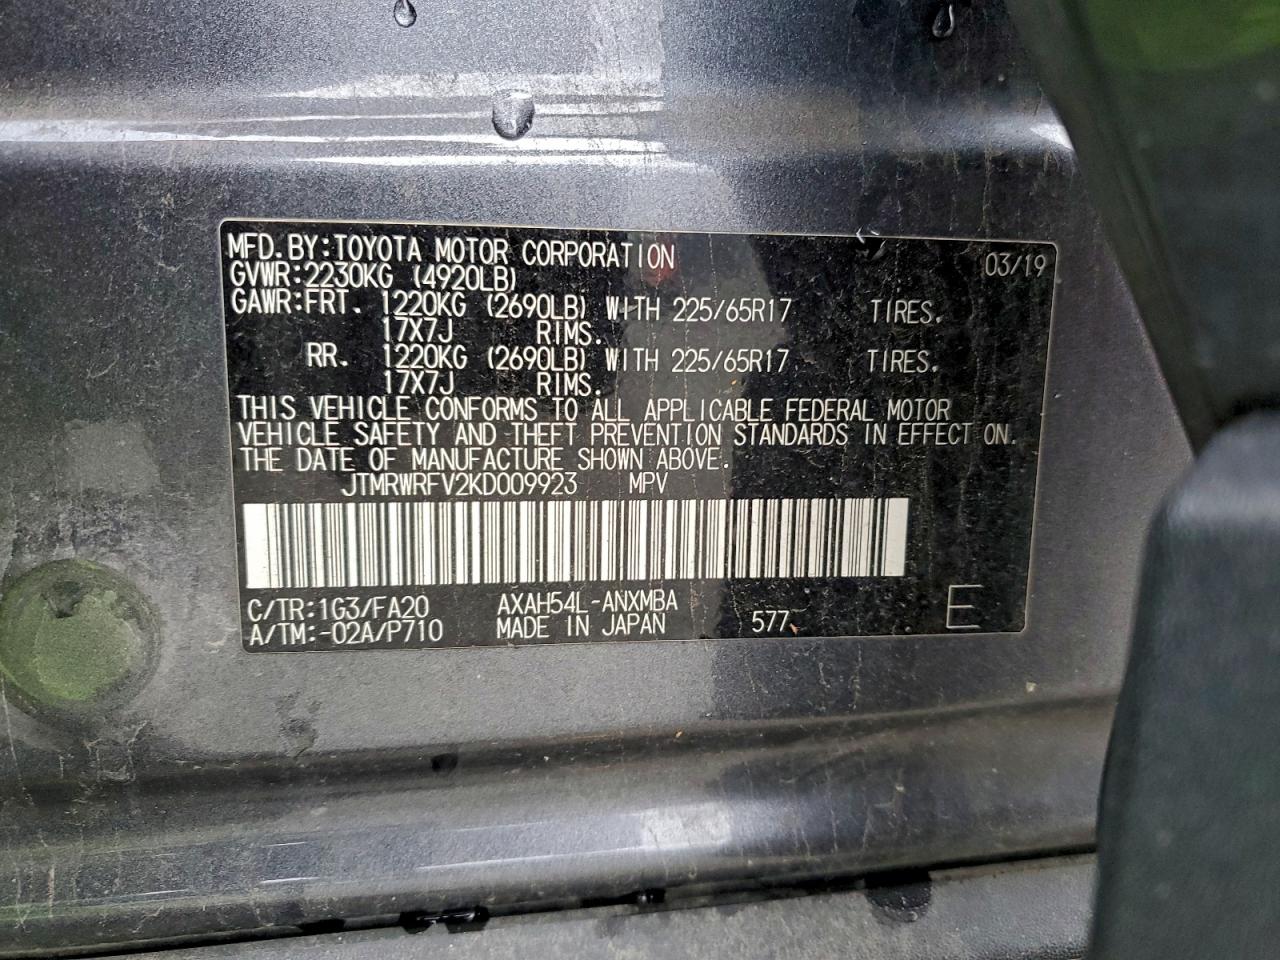 MFD.BY:TOYOTA MOTOR CORPORATION 03/19
GVWR:2230KG (4920LB)
GAWR:FRT. 1220KG (2690LB) WITH 225/65R17 TIRES.
17X7J RIMS.
RR. 1220KG (2690LB) WITH 225/65R17 TIRES.
17X7J RIMS.
THIS VEHICLE CONFORMS TO ALL APPLICABLE FEDERAL MOTOR
VEHICLE SAFETY AND THEFT PREVENTION STANDARDS IN EFFECT ON.
THE DATE OF MANUFACTURE SHOWN ABOVE.
JTMRWRFV2KD009923 MPV
C/TR:1G3/FA20 AXAH54L-ANXMBA
A/TM:-02A/P710 MADE IN JAPAN 577 E